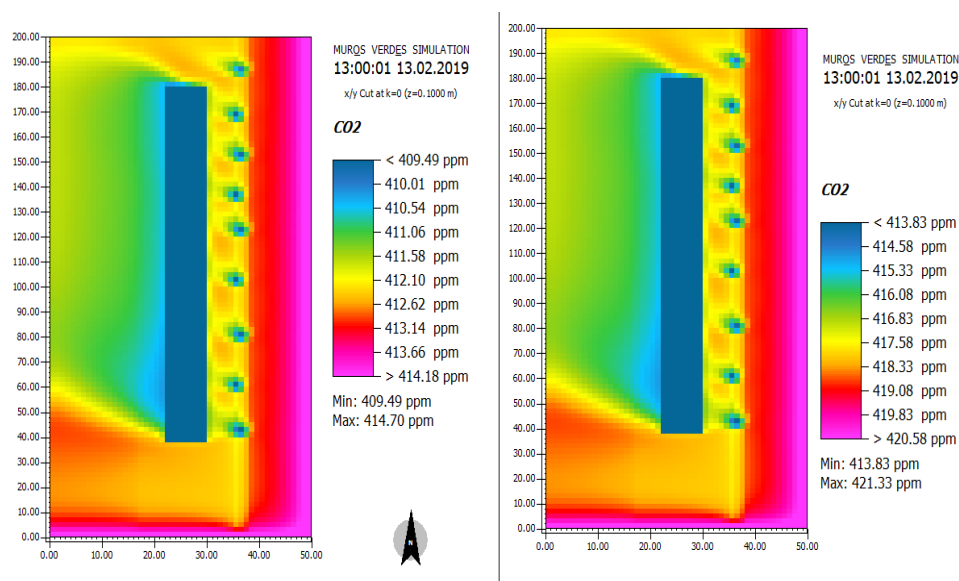 MUROS VERDES SIMULATION
13:00:01 13.02.2019
x/y Cut at k=0 (z=0.1000 m)
CO2
< 409.49 ppm
410.01 ppm
410.54 ppm
411.06 ppm
411.58 ppm
412.10 ppm
412.62 ppm
413.14 ppm
413.66 ppm
> 414.18 ppm
Min: 409.49 ppm
Max: 414.70 ppm
200.00
190.00
180.00
170.00
160.00
150.00
140.00
130.00
120.00
110.00
100.00
90.00
80.00
70.00
60.00
50.00
40.00
30.00
20.00
10.00
0.00
0.00 10.00 20.00 30.00 40.00 50.00
N
MUROS VERDES SIMULATION
13:00:01 13.02.2019
x/y Cut at k=0 (z=0.1000 m)
CO2
< 413.83 ppm
414.58 ppm
415.33 ppm
416.08 ppm
416.83 ppm
417.58 ppm
418.33 ppm
419.08 ppm
419.83 ppm
> 420.58 ppm
Min: 413.83 ppm
Max: 421.33 ppm
200.00
190.00
180.00
170.00
160.00
150.00
140.00
130.00
120.00
110.00
100.00
90.00
80.00
70.00
60.00
50.00
40.00
30.00
20.00
10.00
0.00
0.00 10.00 20.00 30.00 40.00 50.00